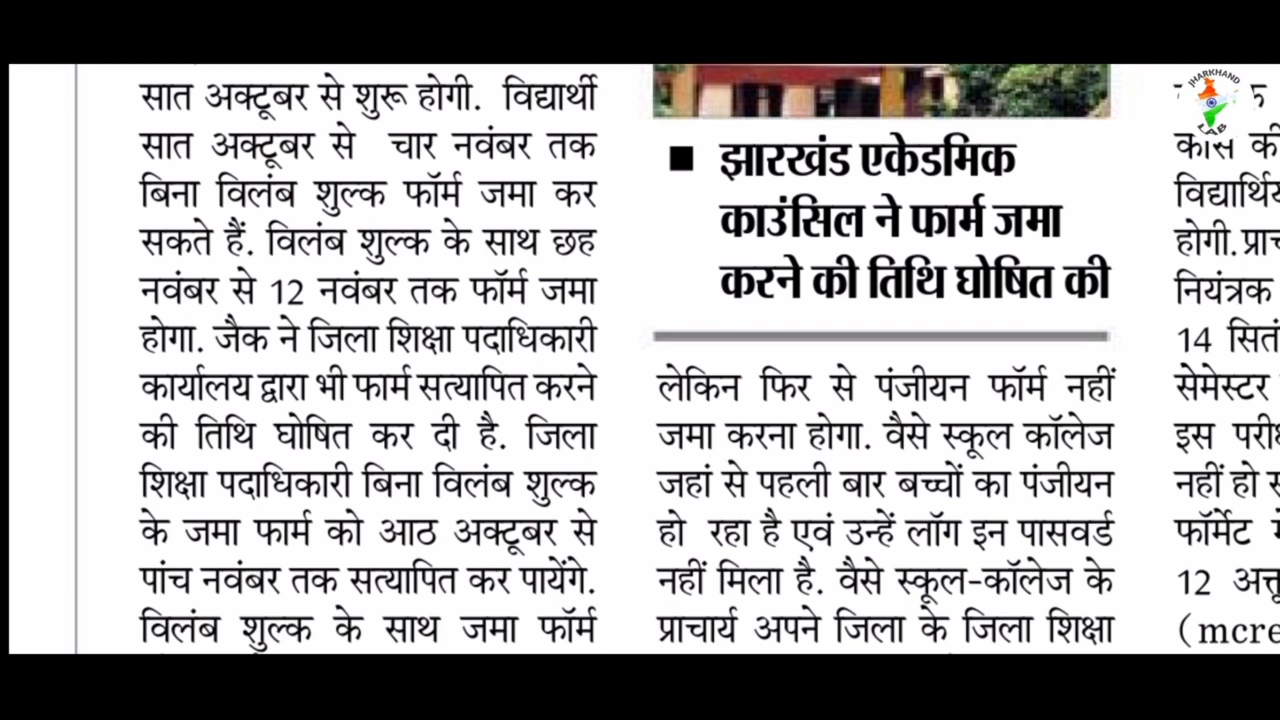 सात अक्टूबर से शुरू होगी. विद्यार्थी
सात अक्टूबर से चार नवंबर तक
बिना विलंब शुल्क फॉर्म जमा कर
सकते हैं. विलंब शुल्क के साथ छह
नवंबर से 12 नवंबर तक फॉर्म जमा
होगा. जैक ने जिला शिक्षा पदाधिकारी
कार्यालय द्वारा भी फार्म सत्यापित करने
की तिथि घोषित कर दी है. जिला
शिक्षा पदाधिकारी बिना विलंब शुल्क
के जमा फार्म को आठ अक्टूबर से
पांच नवंबर तक सत्यापित कर पायेंगे.
विलंब शुल्क के साथ जमा फॉर्म
■ झारखंड एकेडमिक
काउंसिल ने फार्म जमा
करने की तिथि घोषित की
लेकिन फिर से पंजीयन फॉर्म नहीं
जमा करना होगा. वैसे स्कूल कॉलेज
जहां से पहली बार बच्चों का पंजीयन
हो रहा है एवं उन्हें लॉग इन पासवर्ड
नहीं मिला है. वैसे स्कूल-कॉलेज के
प्राचार्य अपने जिला के जिला शिक्षा
JHARKHAND
LAB
की
होगी.
नियंत्रक
14
सेमेस्टर
इस
नहीं हो
फॉर्मेट
12
(mcre